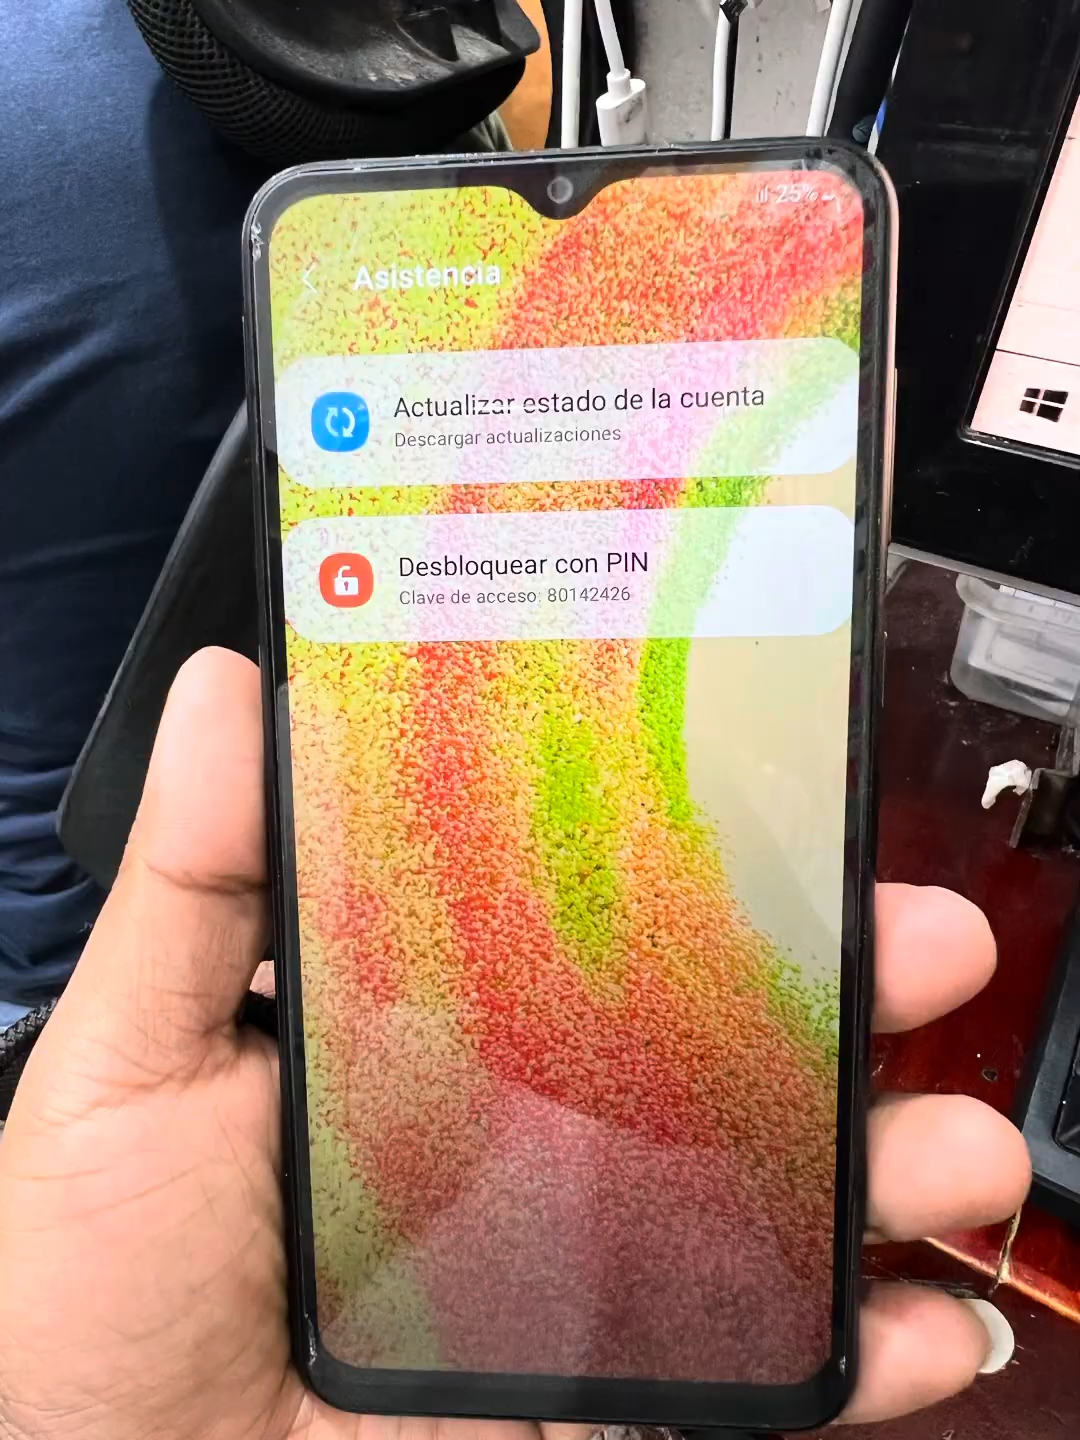 25%
Asistencia
Actualizar estado de la cuenta
Descargar actualizaciones
Desbloquear con PIN
Clave de acceso: 80142426